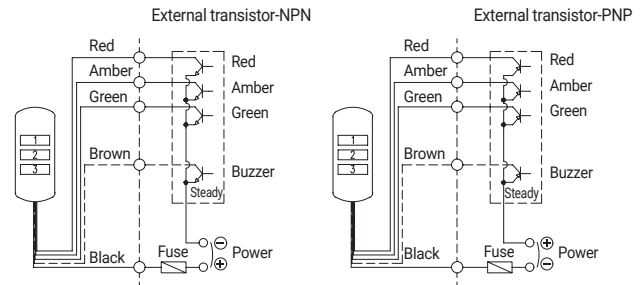 External transistor-NPN
Red
Amber
Green
Brown
Black
1
2
3
Red
Amber
Green
Buzzer
Steady
Fuse
⊖
⊕
Power
External transistor-PNP
Red
Amber
Green
Brown
Black
1
2
3
Red
Amber
Green
Buzzer
Steady
Fuse
⊕
⊖
Power